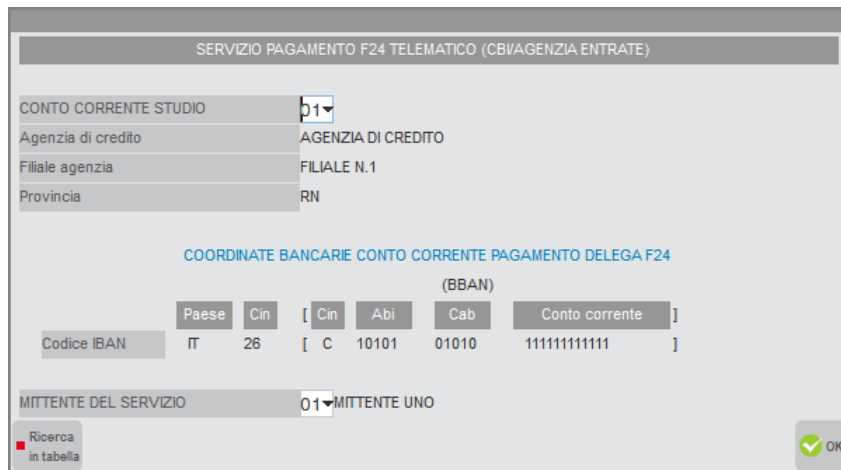 SERVIZIO PAGAMENTO F24 TELEMATICO (CBI/AGENZIA ENTRATE)
CONTO CORRENTE STUDIO 01
Agenzia di credito AGENZIA DI CREDITO
Filiale agenzia FILIALE N.1
Provincia RN
COORDINATE BANCARIE CONTO CORRENTE PAGAMENTO DELEGA F24
(BBAN)
Paese Cin [ Cin Abi Cab Conto corrente ]
Codice IBAN IT 26 [ C 10101 01010 111111111111 ]
MITTENTE DEL SERVIZIO 01 MITTENTE UNO
Ricerca
in tabella
OK